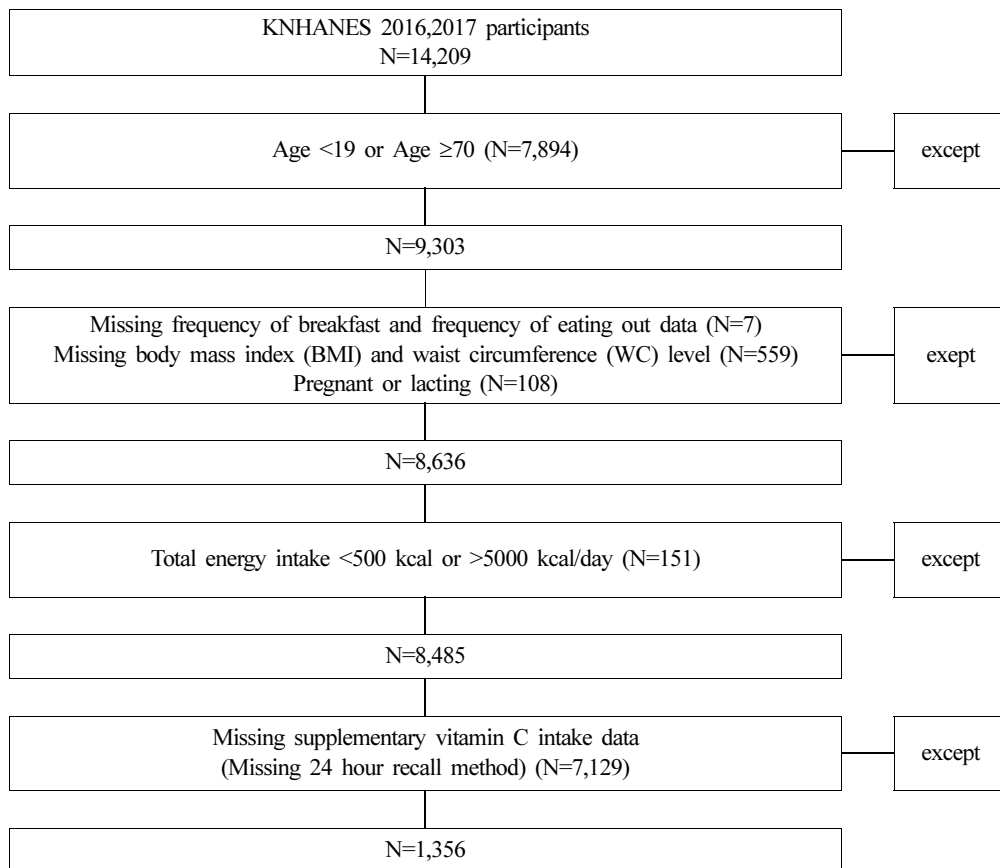 KNHANES 2016,2017 participants
N=14,209
Age <19 or Age ≥70 (N=7,894)
except
N=9,303
Missing frequency of breakfast and frequency of eating out data (N=7)
Missing body mass index (BMI) and waist circumference (WC) level (N=559)
Pregnant or lacting (N=108)
exept
N=8,636
Total energy intake <500 kcal or >5000 kcal/day (N=151)
except
N=8,485
Missing supplementary vitamin C intake data
(Missing 24 hour recall method) (N=7,129)
except
N=1,356